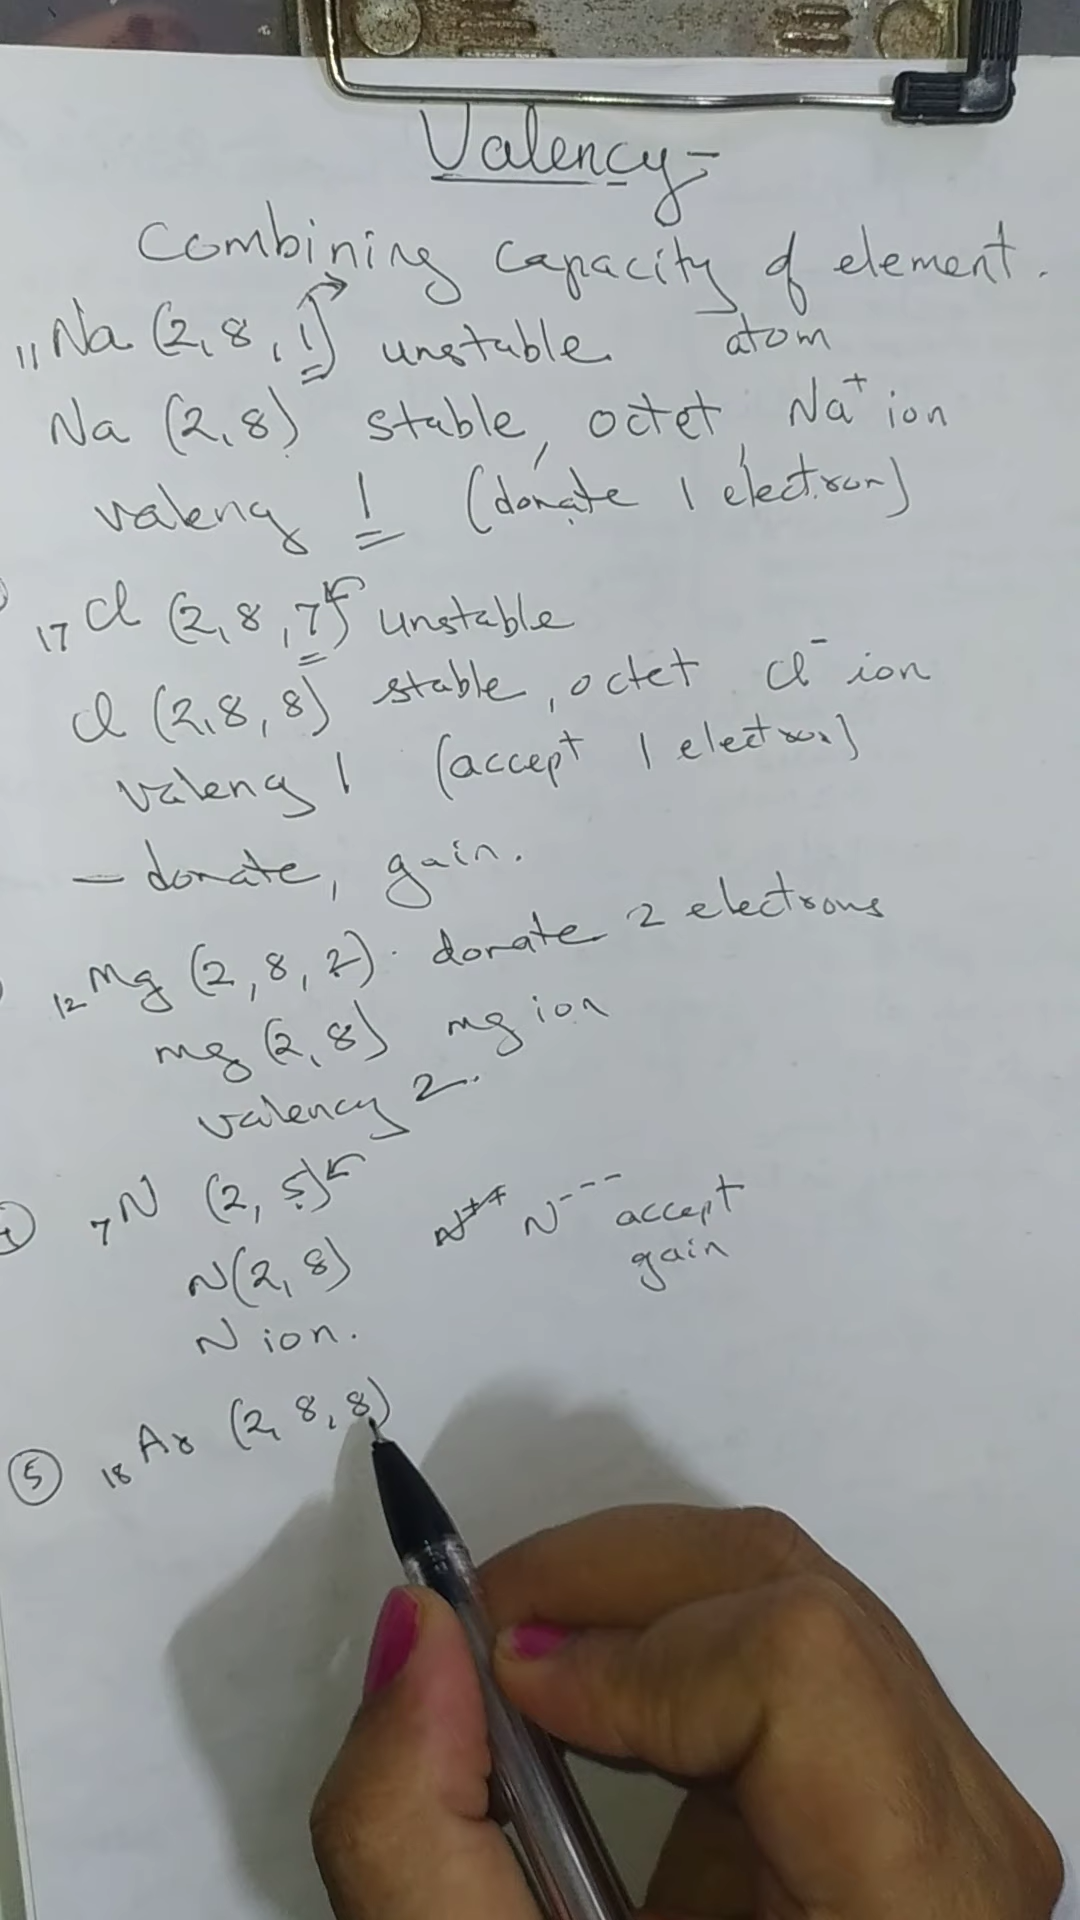 Valency-
Combining capacity of element.
11Na (2,8,1) unstable atom
Na (2,8) stable, octet, Na+ ion
valency 1 (donate 1 electron)
17Cl (2,8,7) unstable
Cl (2,8,8) stable, octet Cl- ion
valency 1 (accept 1 electron)
- donate, gain.
12Mg (2,8,2). donate 2 electrons
mg (2,8) mg ion
valency 2.
7N (2,5) N--- accept
N(2,8) gain
N ion.
5 18Ar (2,8,8)